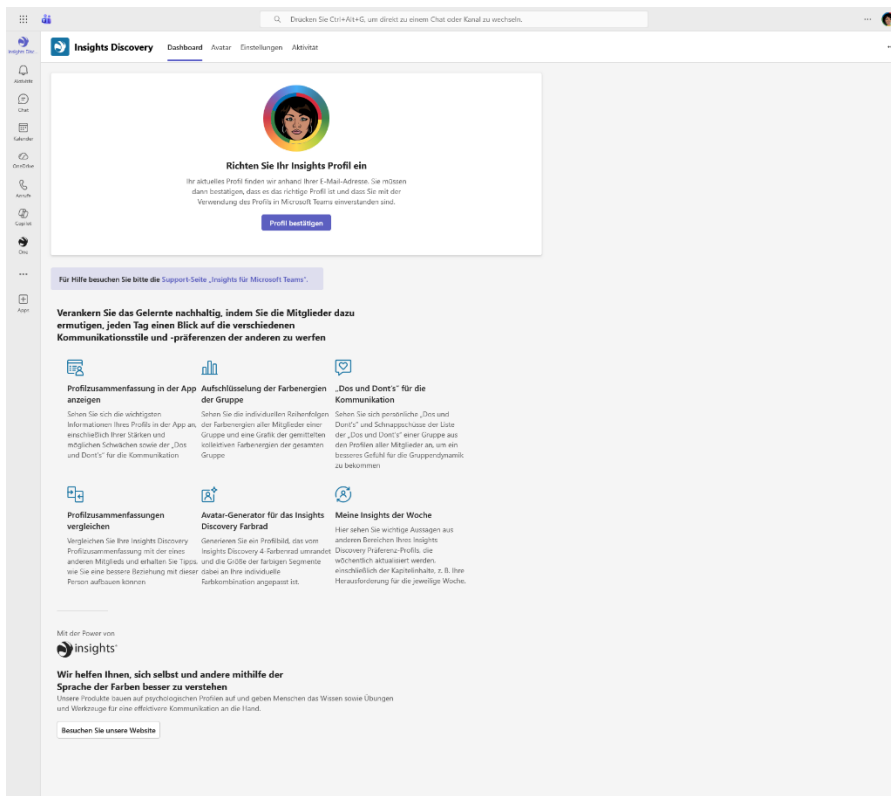 Drücken Sie Ctrl+Alt+G, um direkt zu einem Chat oder Kanal zu wechseln.
Insights Disc...
Insights Discovery
Dashboard Avatar Einstellungen Aktivität
Chat
Kalender
OneDrive
Anrufe
Copilot
Apps
Richten Sie Ihr Insights Profil ein
Ihr aktuelles Profil finden wir anhand Ihrer E-Mail-Adresse. Sie müssen
dann bestätigen, dass es das richtige Profil ist und dass Sie mit der
Verwendung des Profils in Microsoft Teams einverstanden sind.
Profil bestätigen
Für Hilfe besuchen Sie bitte die Support-Seite „Insights für Microsoft Teams".
Verankern Sie das Gelernte nachhaltig, indem Sie die Mitglieder dazu
ermutigen, jeden Tag einen Blick auf die verschiedenen
Kommunikationsstile und -präferenzen der anderen zu werfen
Profilzusammenfassung in der App
anzeigen
Sehen Sie sich die wichtigsten
Informationen Ihres Profils in der App an,
einschließlich Ihrer Stärken und
möglichen Schwächen sowie der „Dos
und Dont's" für die Kommunikation
Aufschlüsselung der Farbenergien
der Gruppe
Sehen Sie die individuellen Reihenfolgen
der Farbenergien aller Mitglieder einer
Gruppe und eine Grafik der gemittelten
kollektiven Farbenergien der gesamten
Gruppe
„Dos und Dont's" für die
Kommunikation
Sehen Sie sich persönliche „Dos und
Dont's" und Schnappschüsse der Liste
der „Dos und Dont's" einer Gruppe aus
den Profilen aller Mitglieder an, um ein
besseres Gefühl für die Gruppendynamik
zu bekommen
Profilzusammenfassungen
vergleichen
Vergleichen Sie Ihre Insights Discovery
Profilzusammenfassung mit der eines
anderen Mitglieds und erhalten Sie Tipps,
wie Sie eine bessere Beziehung mit dieser
Person aufbauen können
Avatar-Generator für das Insights
Discovery Farbrad
Generieren Sie ein Profilbild, das vom
Insights Discovery 4-Farbenrad umrandet
und die Größe der farbigen Segmente
dabei an Ihre individuelle
Farbkombination angepasst ist.
Meine Insights der Woche
Hier sehen Sie wichtige Aussagen aus
anderen Bereichen Ihres Insights
Discovery Präferenz-Profils, die
wöchentlich aktualisiert werden,
einschließlich der Kapitelinhalte, z. B. Ihre
Herausforderung für die jeweilige Woche.
Mit der Power von
insights
Wir helfen Ihnen, sich selbst und andere mithilfe der
Sprache der Farben besser zu verstehen
Unsere Produkte bauen auf psychologischen Profilen auf und geben Menschen das Wissen sowie Übungen
und Werkzeuge für eine effektivere Kommunikation an die Hand.
Besuchen Sie unsere Website